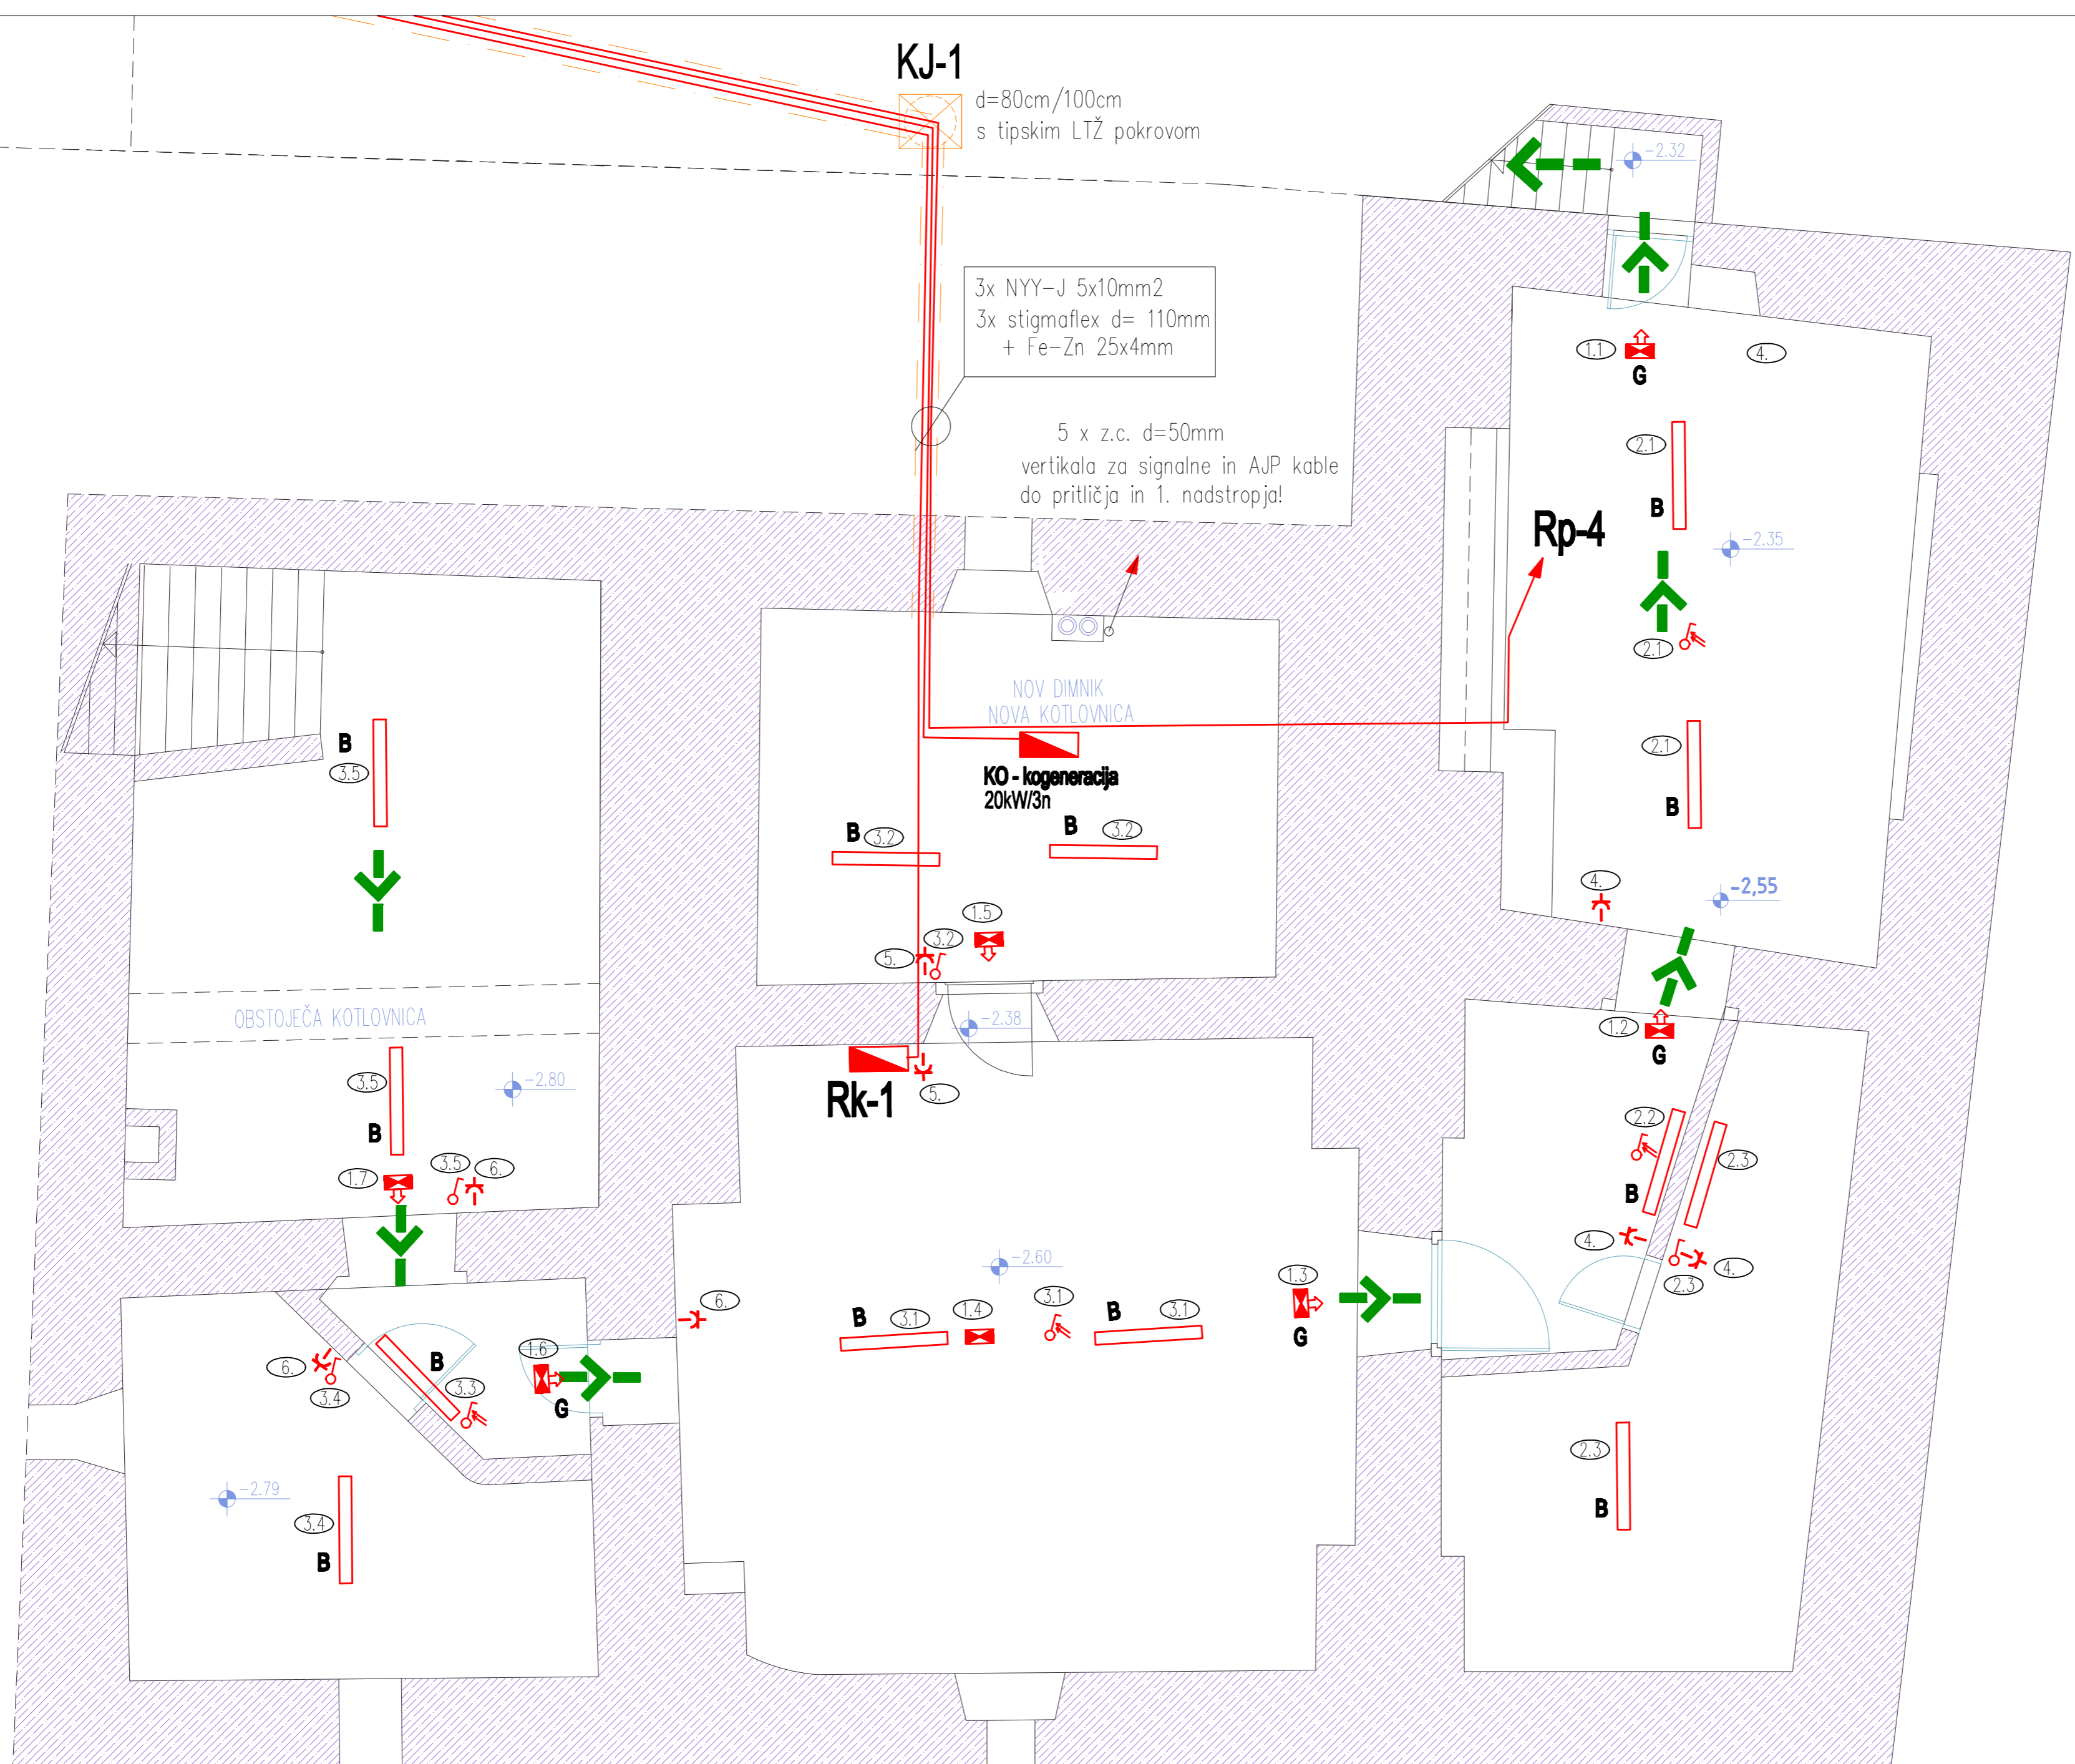 KJ-1
d=80cm/100cm
s tipskim LTŽ pokrovom
-2.32
3x NYY-J 5x10mm2
3x stigmaflex d= 110mm
+ Fe-Zn 25x4mm
1.1
4.
G
5 x z.c. d=50mm
vertikala za signalne in AJP kable
do pritličja in 1. nadstropja!
2.1
B
Rp-4
-2.35
2.1
NOV DIMNIK
NOVA KOTLOVNICA
B
3.5
KO - kogeneracija
20kW/3n
2.1
B
B
3.2
B
3.2
4.
-2,55
1.5
3.2
5.
OBSTOJEČA KOTLOVNICA
-2.38
1.2
G
3.5
B
-2.80
Rk-1
5.
2.2
B
2.3
1.7
3.5
6.
4.
2.3
4.
-2.60
1.3
G
6.
B
3.1
1.4
3.1
B
3.1
1.6
G
6.
3.4
B
3.3
2.3
B
-2.79
3.4
B